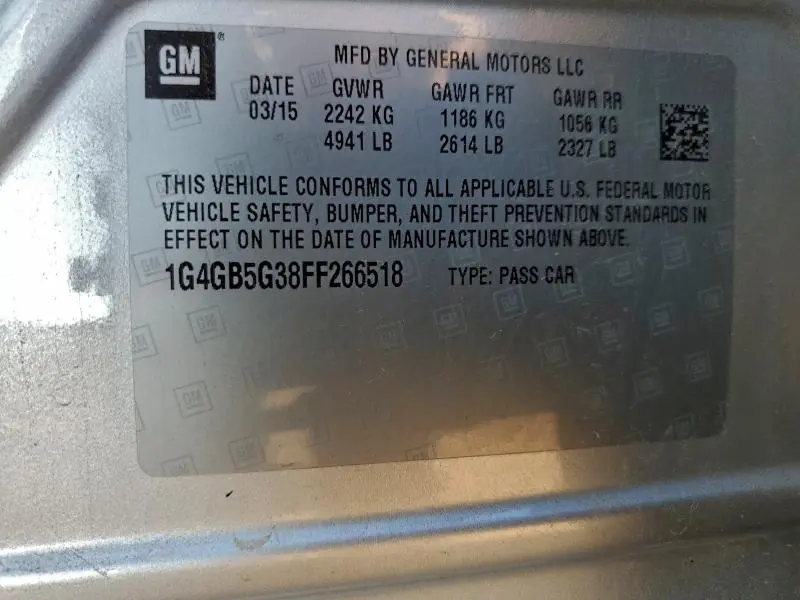 GM®
MFD BY GENERAL MOTORS LLC
DATE GVWR GAWR FRT GAWR RR
03/15 2242 KG 1186 KG 1056 KG
4941 LB 2614 LB 2327 LB
THIS VEHICLE CONFORMS TO ALL APPLICABLE U.S. FEDERAL MOTOR
VEHICLE SAFETY, BUMPER, AND THEFT PREVENTION STANDARDS IN
EFFECT ON THE DATE OF MANUFACTURE SHOWN ABOVE.
1G4GB5G38FF266518 TYPE: PASS CAR